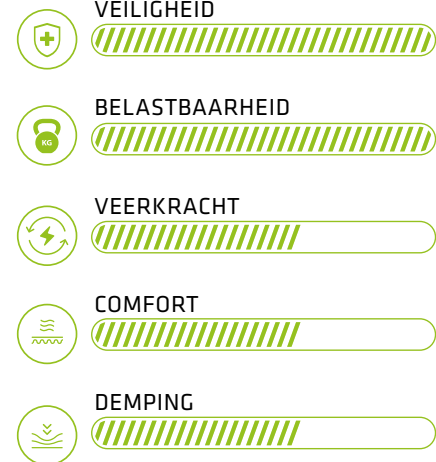 VEILIGHEID
BELASTBAARHEID
KG
VEERKRACHT
COMFORT
DEMPING